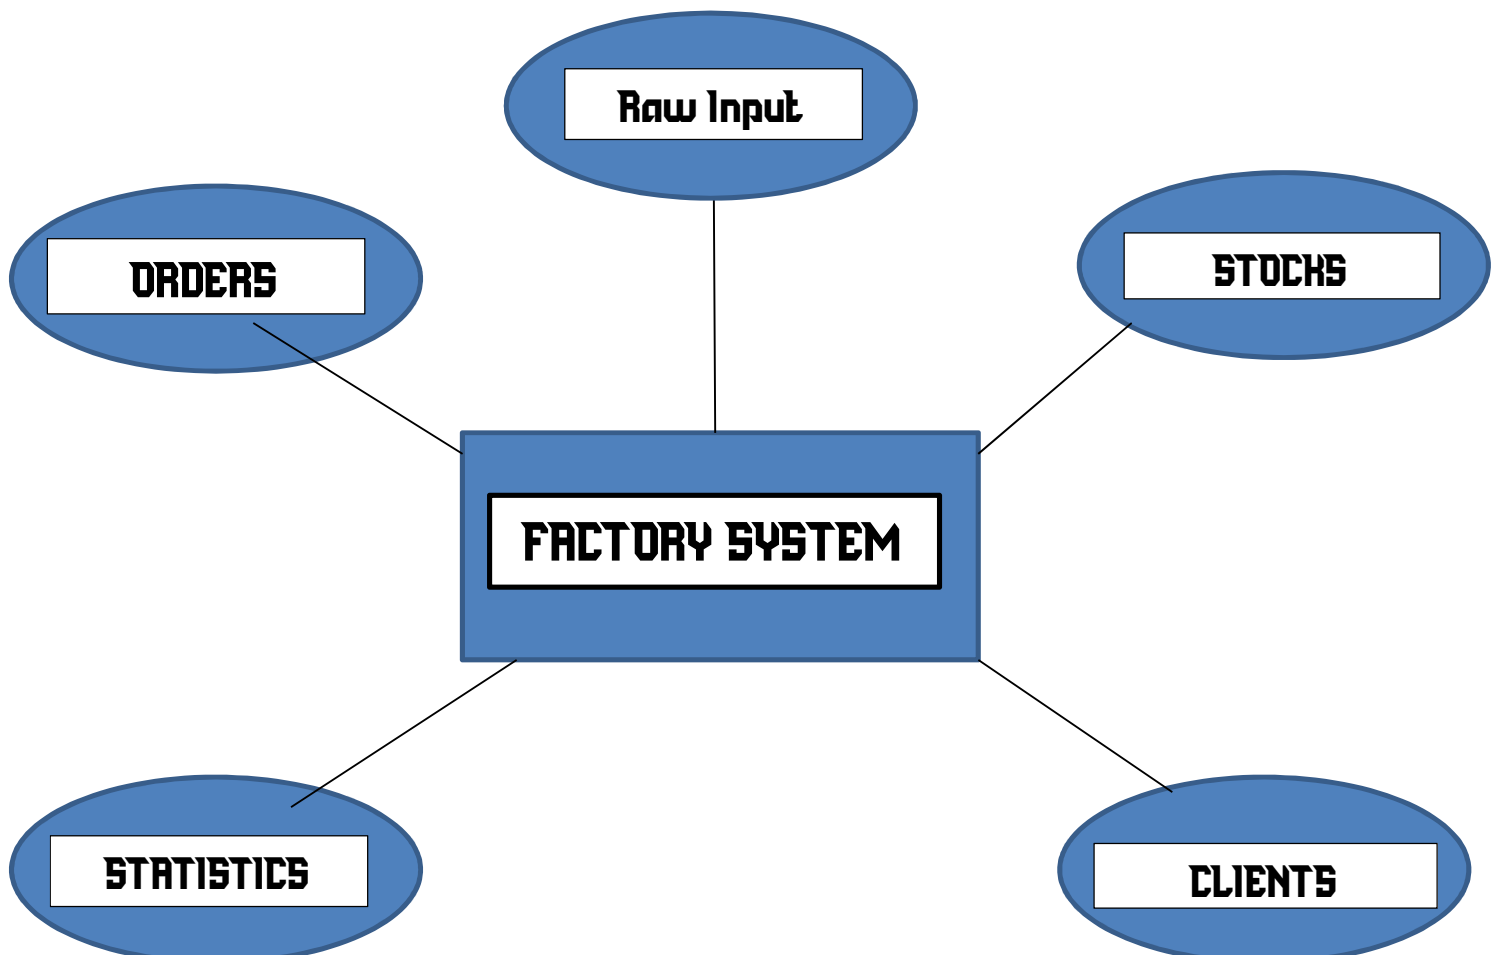 Raw Input
ORDERS
STOCKS
FACTORY SYSTEM
STATISTICS
CLIENTS